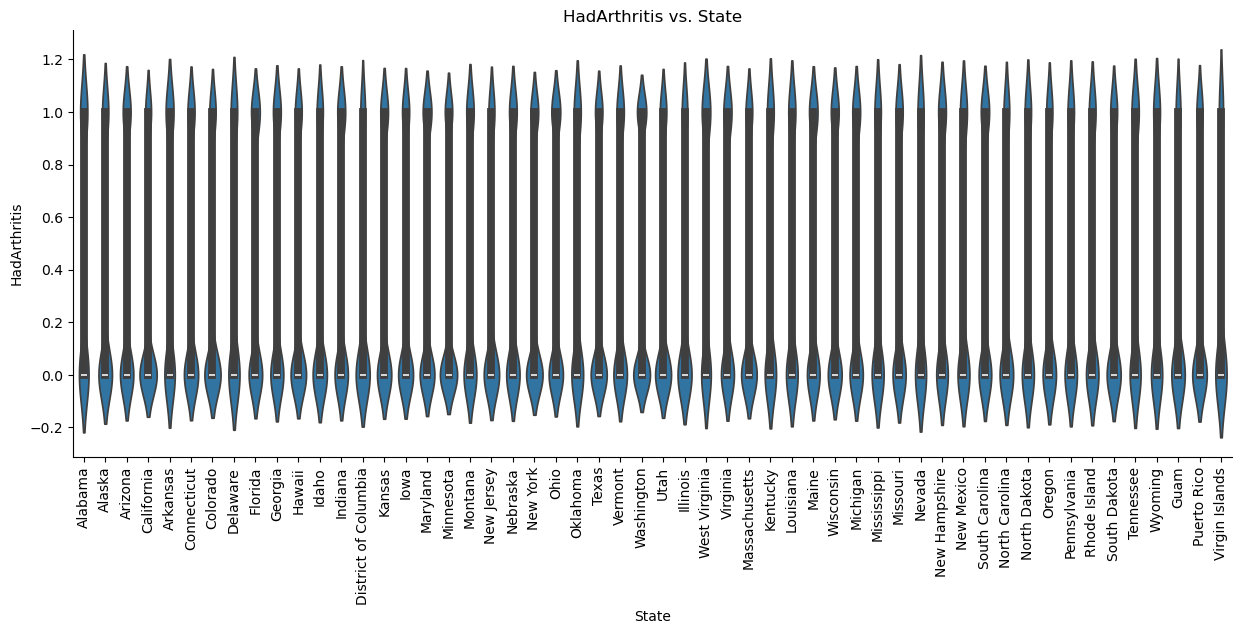 HadArthritis vs. State
HadArthritis
1.2
1.0
0.8
0.6
0.4
0.2
0.0
−0.2
Alabama
Alaska
Arizona
California
Arkansas
Connecticut
Colorado
Delaware
Florida
Georgia
Hawaii
Idaho
Indiana
District of Columbia
Kansas
Iowa
Maryland
Minnesota
Montana
New Jersey
Nebraska
New York
Ohio
Oklahoma
Texas
Vermont
Washington
Utah
Illinois
West Virginia
Virginia
Massachusetts
Kentucky
Louisiana
Maine
Wisconsin
Michigan
Mississippi
Missouri
Nevada
New Hampshire
New Mexico
South Carolina
North Carolina
North Dakota
Oregon
Pennsylvania
Rhode Island
South Dakota
Tennessee
Wyoming
Guam
Puerto Rico
Virgin Islands
State